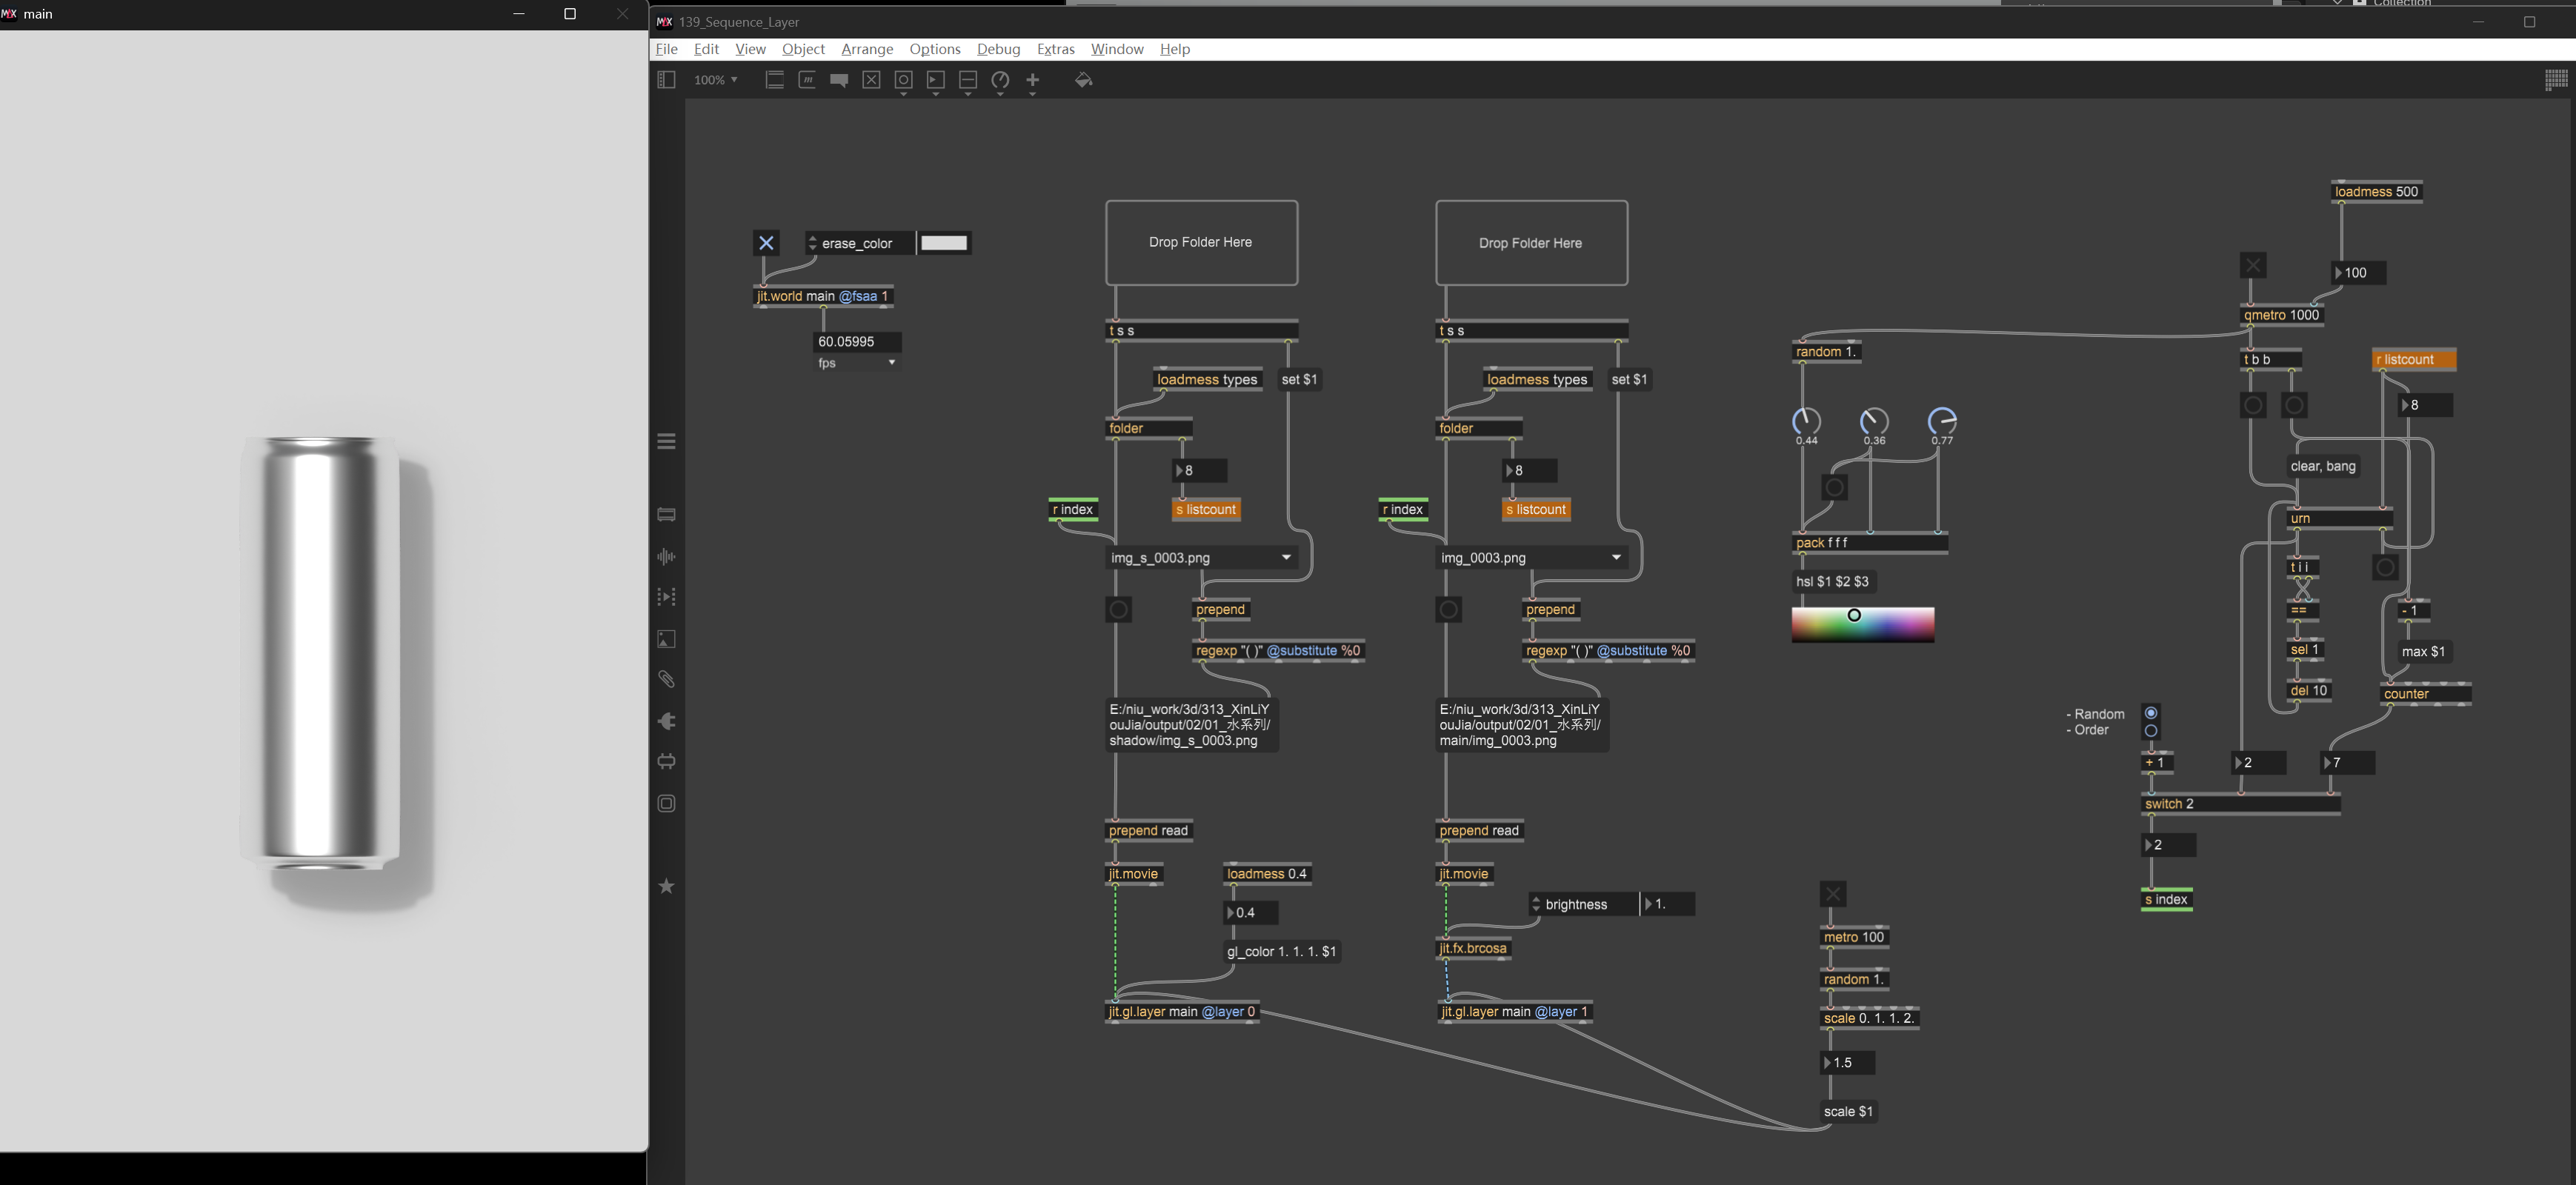 main
139_Sequence_Layer
Collection
File Edit View Object Arrange Options Debug Extras Window Help
100%
erase_color
jit.world main @fsaa 1
60.05995
fps
Drop Folder Here
t s s
loadmess types
set $1
folder
8
r index
s listcount
img_s_0003.png
prepend
regexp "( )" @substitute %0
E:/niu_work/3d/313_XinLiY
ouJia/output/02/01_水系列/
shadow/img_s_0003.png
prepend read
jit.movie
loadmess 0.4
0.4
gl_color 1. 1. 1. $1
jit.gl.layer main @layer 0
Drop Folder Here
t s s
loadmess types
set $1
folder
8
r index
s listcount
img_0003.png
prepend
regexp "( )" @substitute %0
E:/niu_work/3d/313_XinLiY
ouJia/output/02/01_水系列/
main/img_0003.png
prepend read
jit.movie
brightness
1.
jit.fx.brcosa
jit.gl.layer main @layer 1
random 1.
0.44 0.36 0.77
pack f f f
hsl $1 $2 $3
metro 100
random 1.
scale 0. 1. 1. 2.
1.5
scale $1
loadmess 500
100
qmetro 1000
t b b
r listcount
8
clear, bang
urn
t i i
==
- 1
sel 1
max $1
del 10
counter
- Random
- Order
+ 1
2
7
switch 2
2
s index